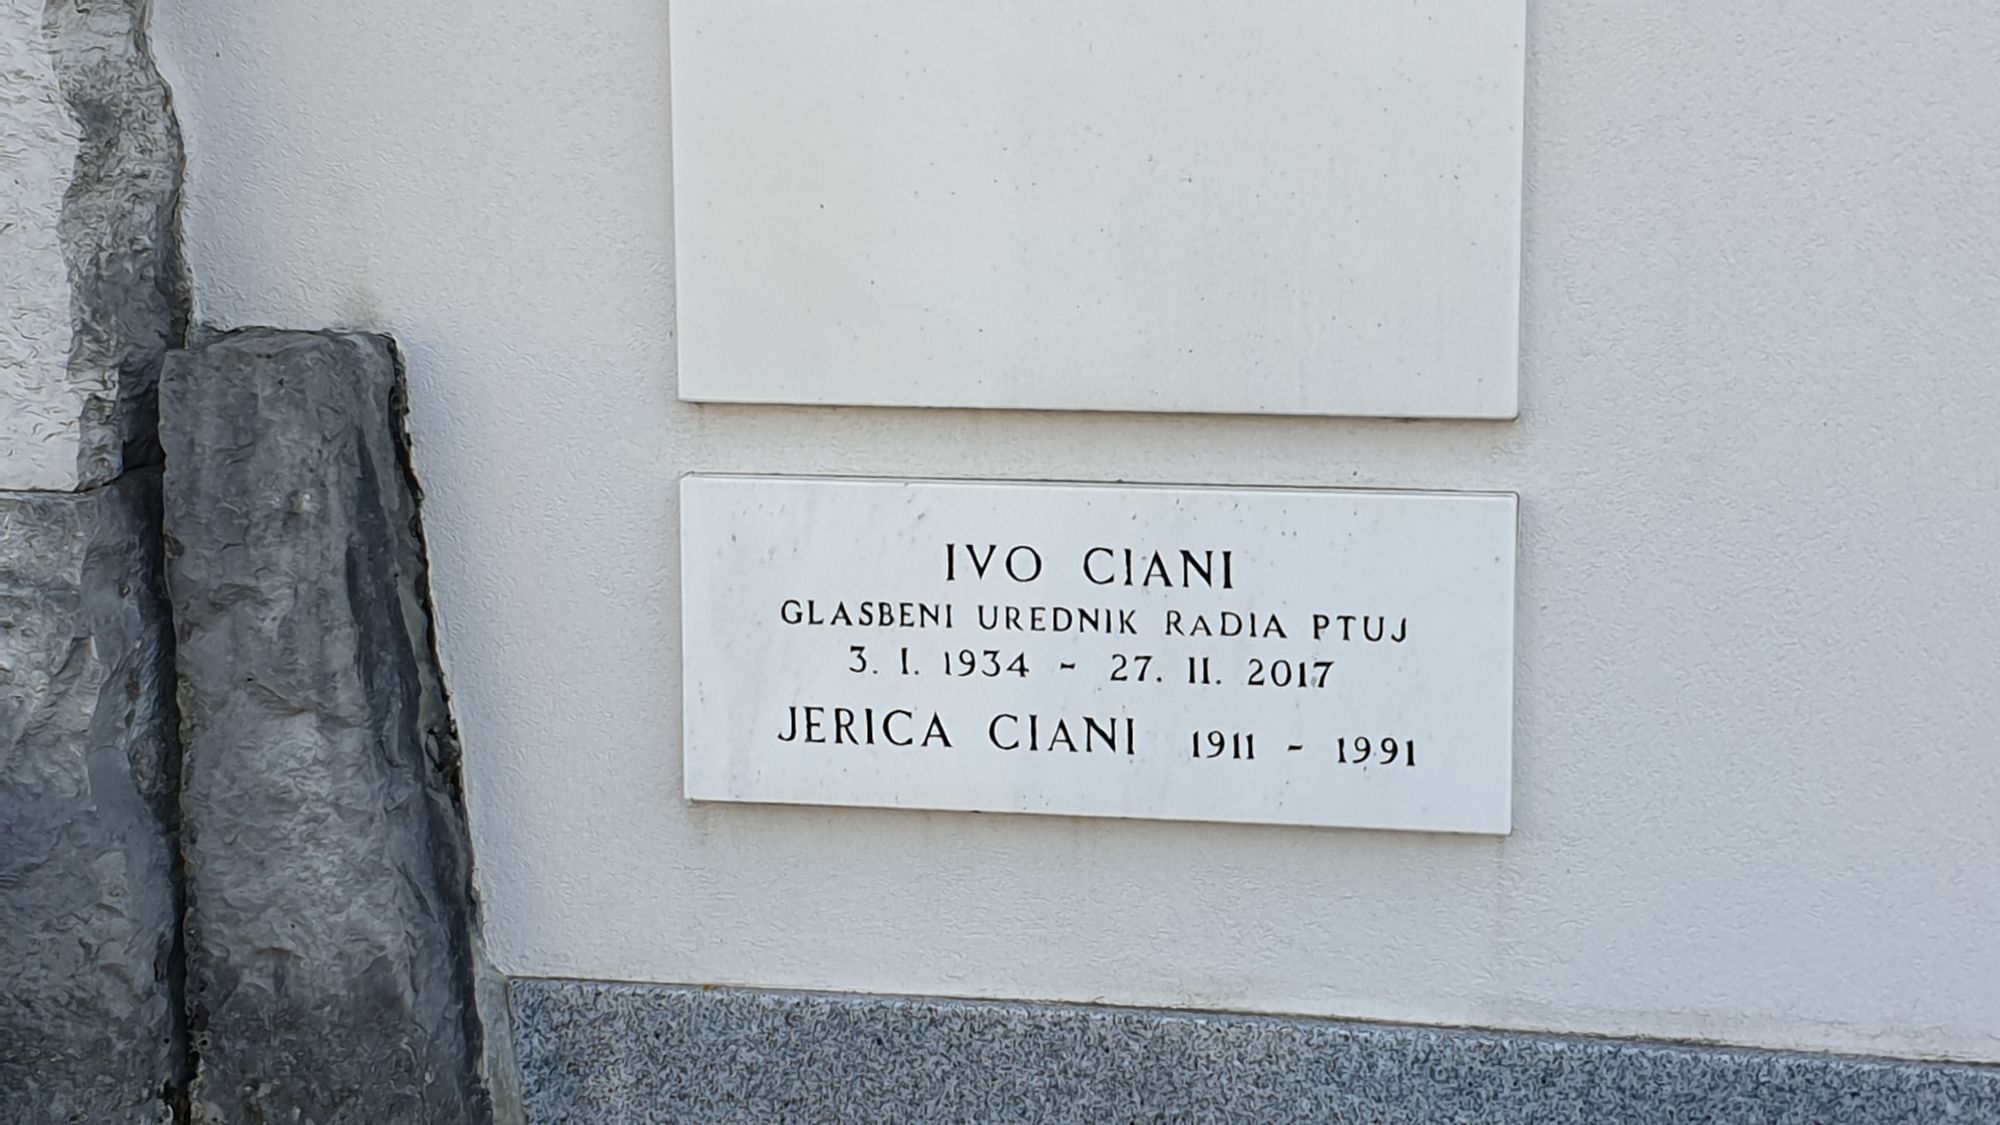 IVO CIANI
GLASBENI UREDNIK RADIA PTUJ
3. I. 1934 - 27. II. 2017
JERICA CIANI 1911 - 1991